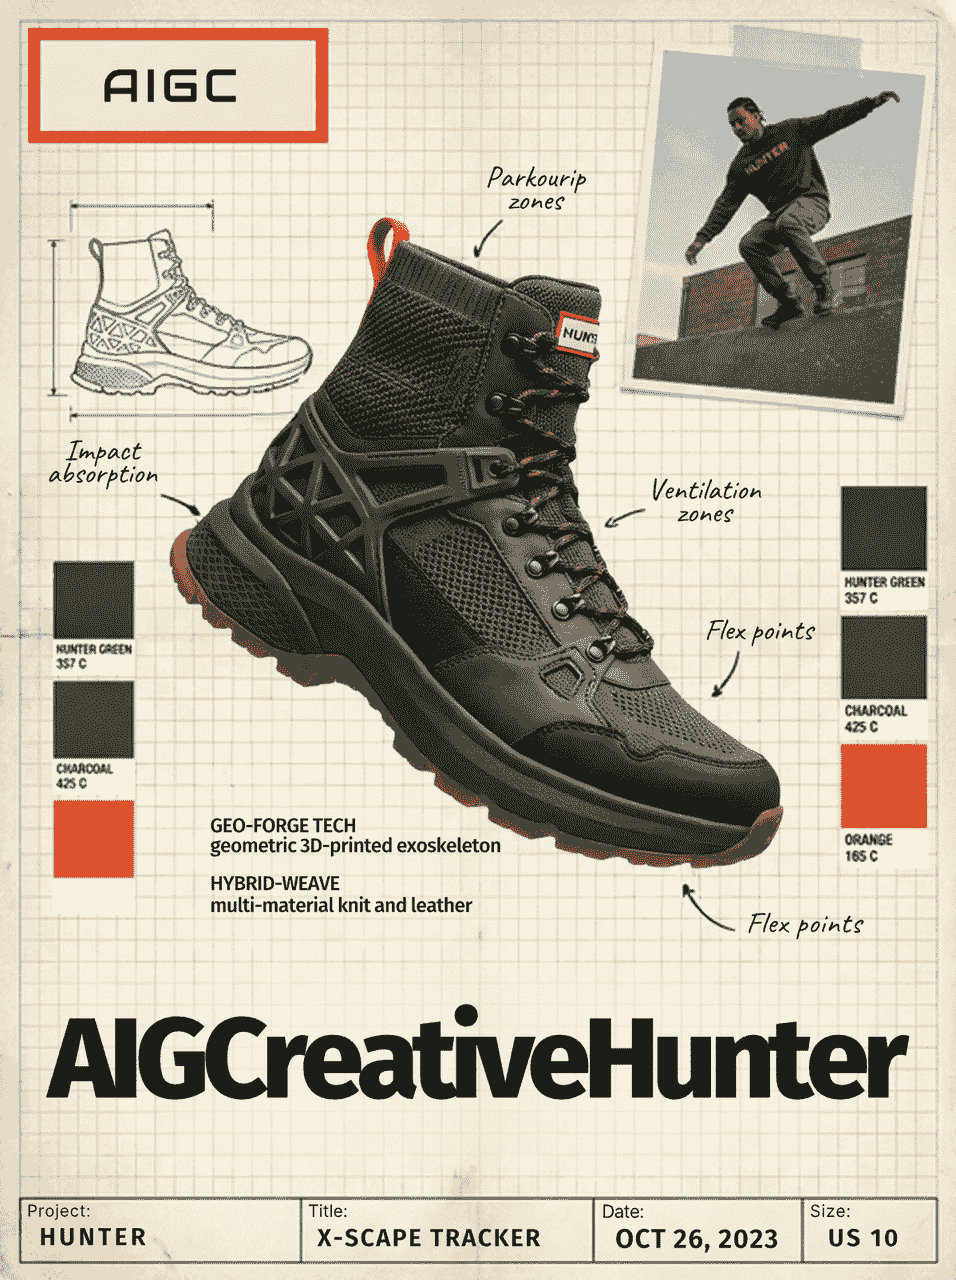 AIGC
HUNTER
Parkourip
zones
HUN
Impact
absorption
Ventilation
zones
HUNTER GREEN
357 C
HUNTER GREEN
357 C
Flex points
CHARCOAL
425 C
CHARCOAL
425 C
GEO-FORGE TECH
geometric 3D-printed exoskeleton
ORANGE
165 C
HYBRID-WEAVE
multi-material knit and leather
Flex points
AIGCreativeHunter
Project:
HUNTER
Title:
X-SCAPE TRACKER
Date:
OCT 26, 2023
Size:
US 10